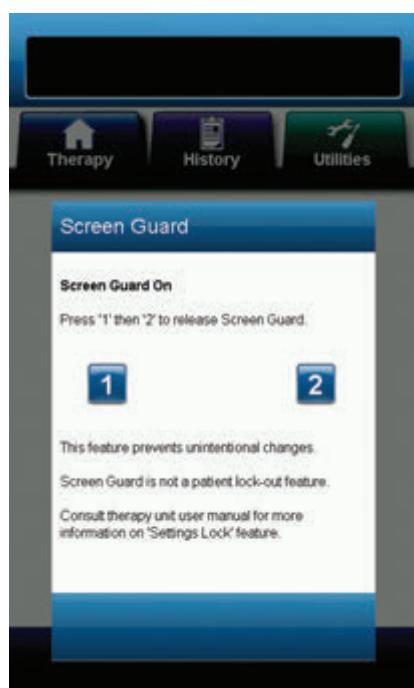 Therapy
History
Utilities
Screen Guard
Screen Guard On
Press '1' then '2' to release Screen Guard.
1
2
This feature prevents unintentional changes.
Screen Guard is not a patient lock-out feature.
Consult therapy unit user manual for more
information on 'Settings Lock' feature.